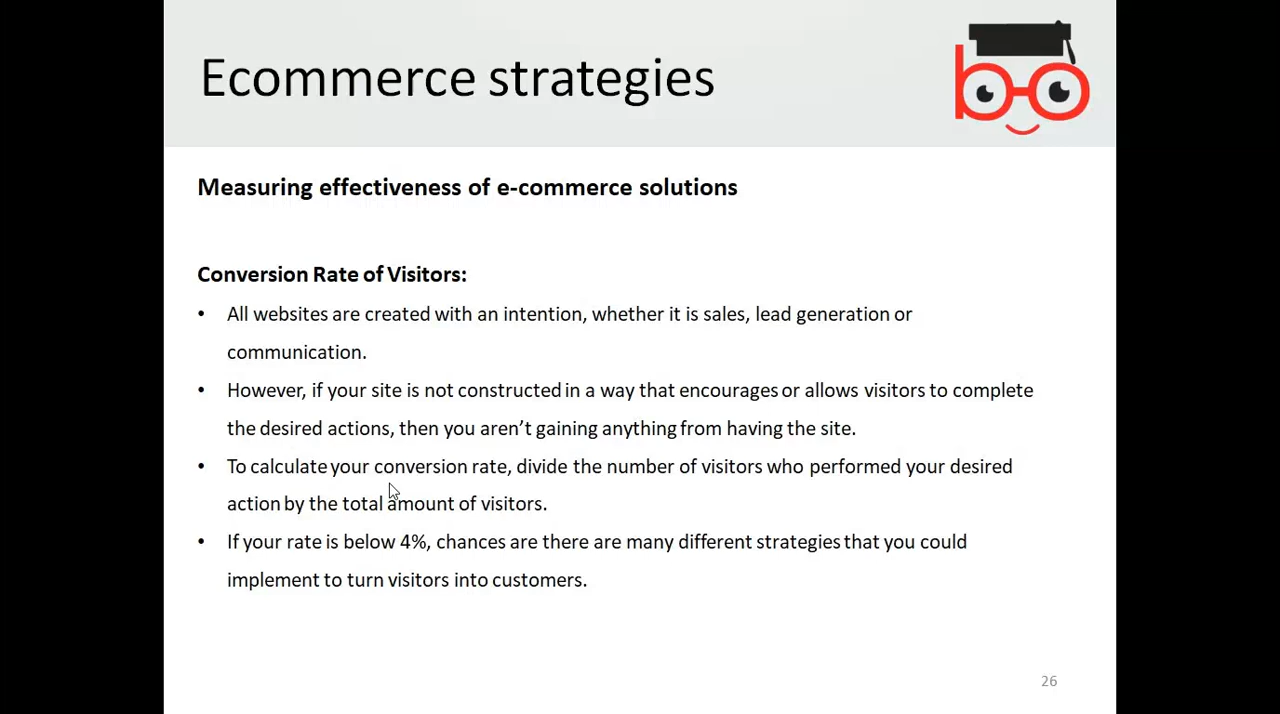 Ecommerce strategies
Measuring effectiveness of e-commerce solutions
Conversion Rate of Visitors:
• All websites are created with an intention, whether it is sales, lead generation or
communication.
• However, if your site is not constructed in a way that encourages or allows visitors to complete
the desired actions, then you aren’t gaining anything from having the site.
• To calculate your conversion rate, divide the number of visitors who performed your desired
action by the total amount of visitors.
• If your rate is below 4%, chances are there are many different strategies that you could
implement to turn visitors into customers.
26